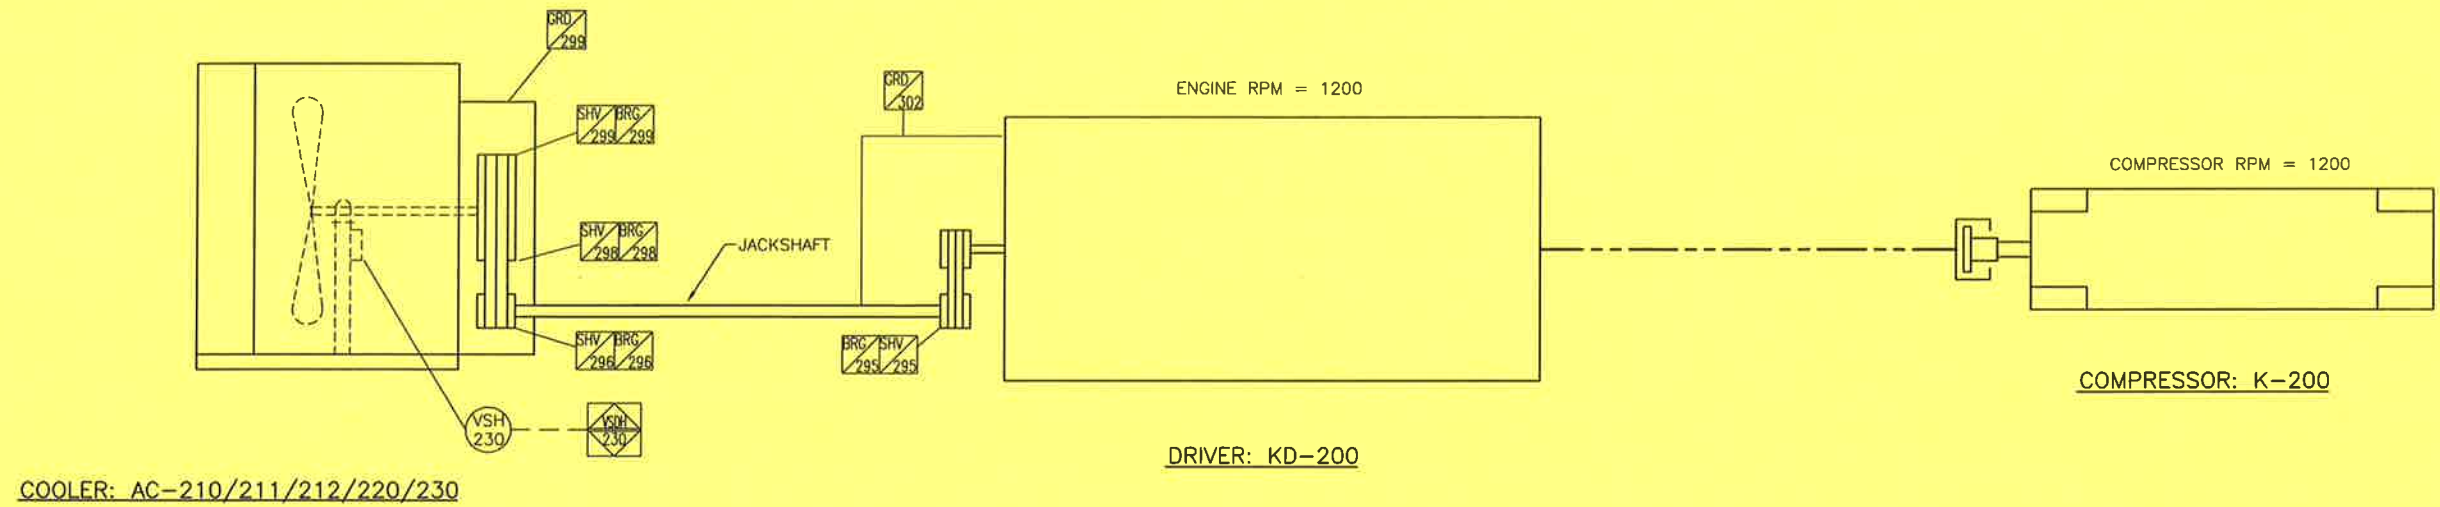 GRD
299
SHV BRG
299 299
GRD
302
ENGINE RPM = 1200
COMPRESSOR RPM = 1200
SHV BRG
298 298
JACKSHAFT
SHV BRG
296 296
BRG SHV
295 295
VSH
230
VSDH
230
COMPRESSOR: K-200
DRIVER: KD-200
COOLER: AC-210/211/212/220/230